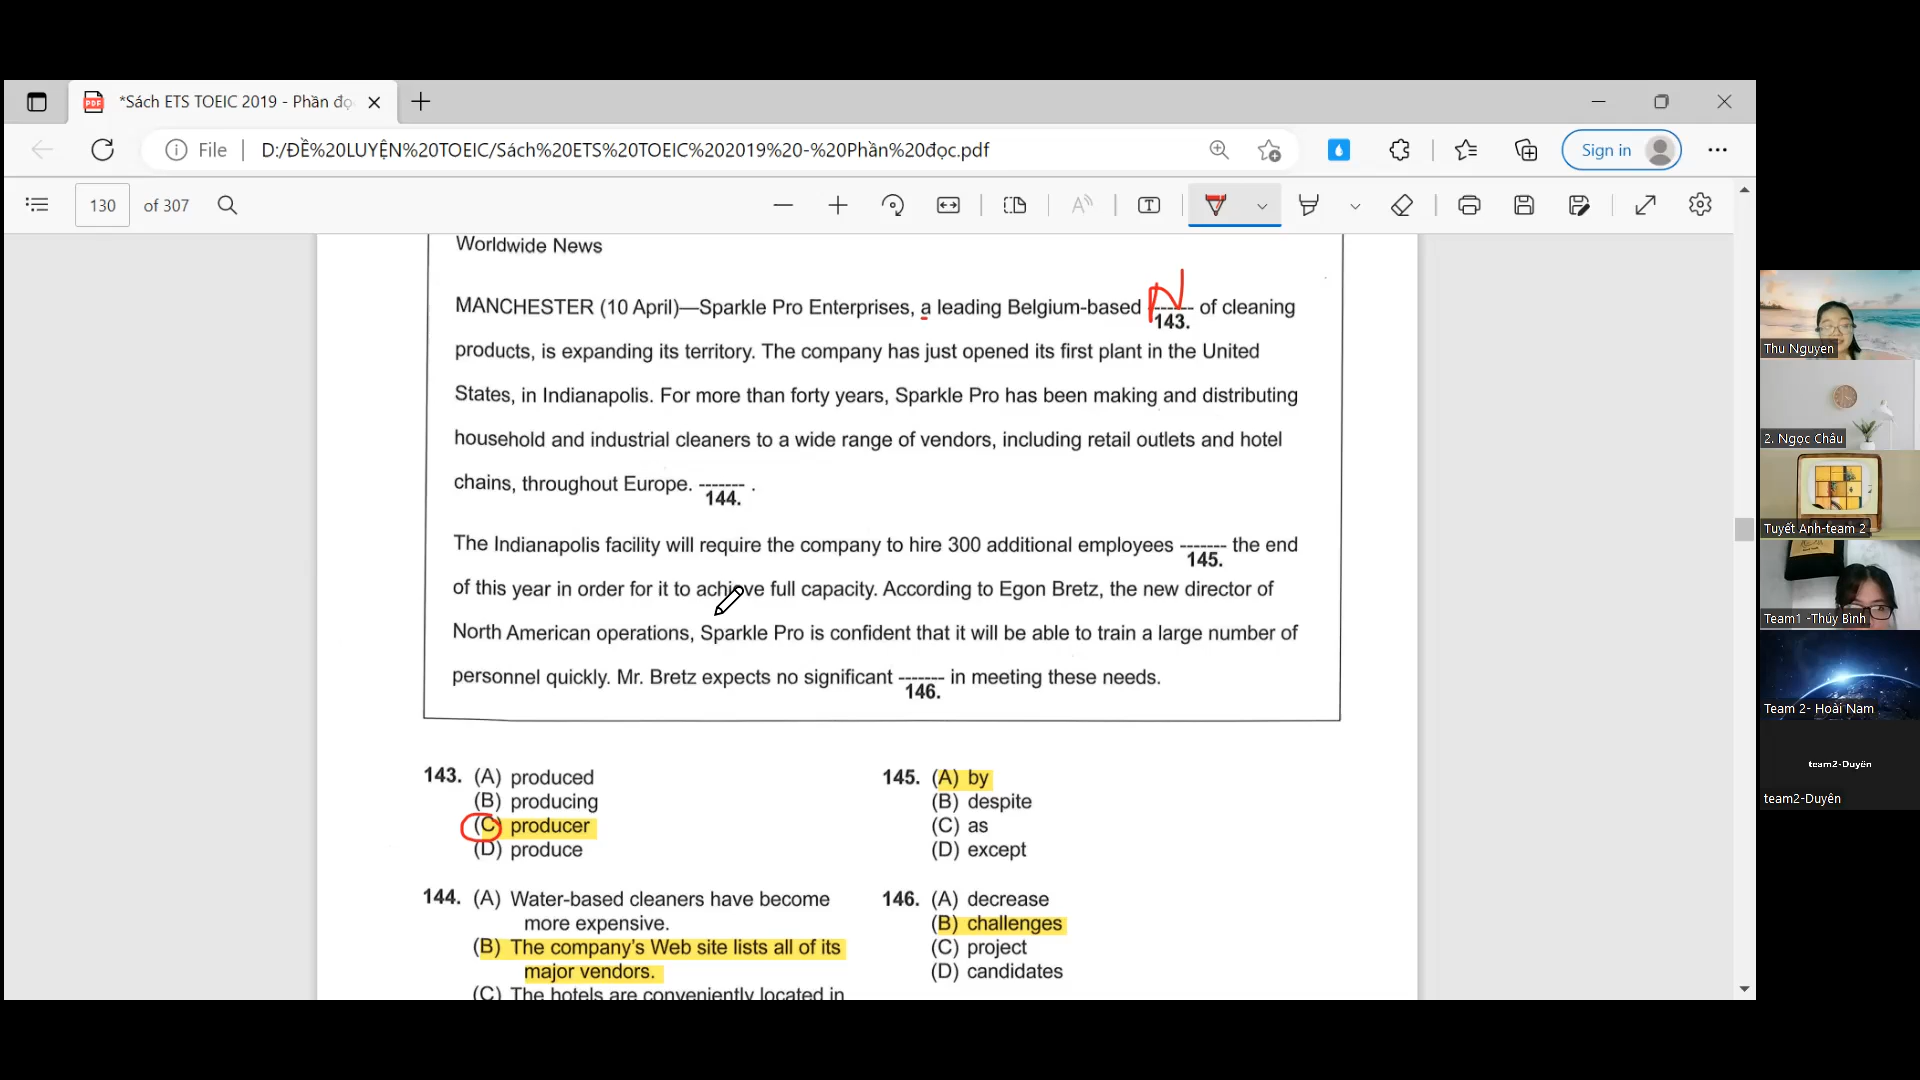 *Sách ETS TOEIC 2019 - Phần đọ
File
D:/ĐỀ%20LUYỆN%20TOEIC/Sách%20ETS%20TOEIC%202019%20-%20Phần%20đọc.pdf
Sign in
130 of 307
Worldwide News
MANCHESTER (10 April)—Sparkle Pro Enterprises, a leading Belgium-based ------- of cleaning
N
143.
products, is expanding its territory. The company has just opened its first plant in the United
States, in Indianapolis. For more than forty years, Sparkle Pro has been making and distributing
household and industrial cleaners to a wide range of vendors, including retail outlets and hotel
chains, throughout Europe. ------- .
144.
The Indianapolis facility will require the company to hire 300 additional employees ------- the end
145.
of this year in order for it to achieve full capacity. According to Egon Bretz, the new director of
North American operations, Sparkle Pro is confident that it will be able to train a large number of
personnel quickly. Mr. Bretz expects no significant ------- in meeting these needs.
146.
143. (A) produced
(B) producing
(C) producer
(D) produce
144. (A) Water-based cleaners have become
more expensive.
(B) The company's Web site lists all of its
major vendors.
(C) The hotels are conveniently located in
145. (A) by
(B) despite
(C) as
(D) except
146. (A) decrease
(B) challenges
(C) project
(D) candidates
Thu Nguyen
2. Ngọc Châu
Tuyết Anh-team 2
Team1 -Thúy Bình
Team 2- Hoài Nam
team2-Duyên
team2-Duyên